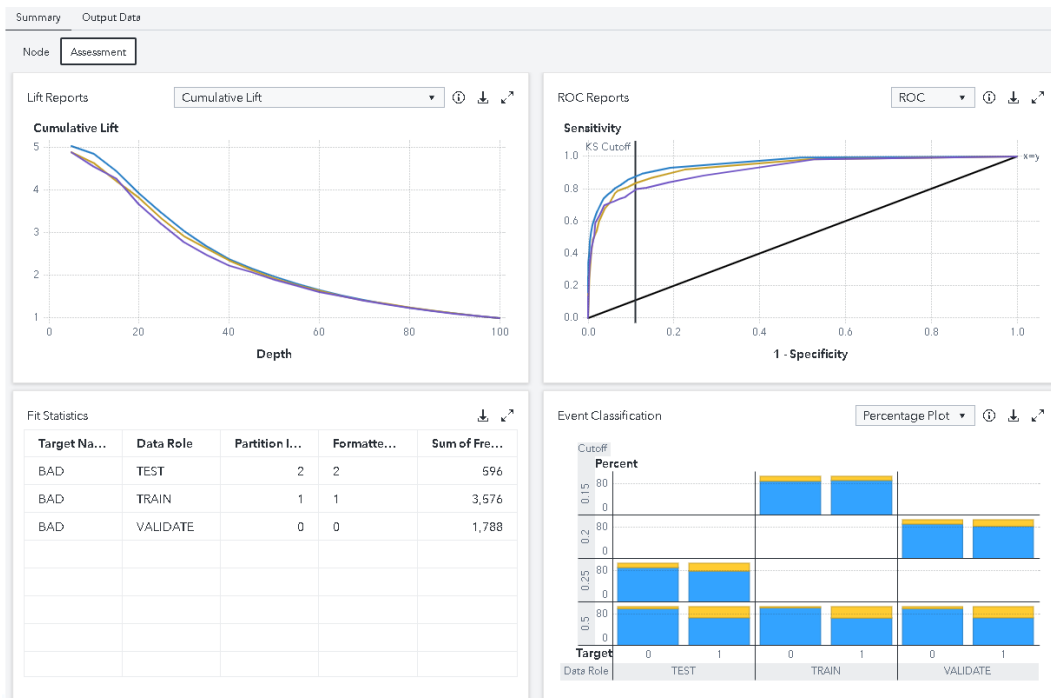 Summary Output Data
Node Assessment
Lift Reports Cumulative Lift
Cumulative Lift
5
4
3
2
1
0 20 40 60 80 100
Depth
ROC Reports ROC
Sensitivity
KS Cutoff
1.0 x=y
0.8
0.6
0.4
0.2
0.0
0.0 0.2 0.4 0.6 0.8 1.0
1 - Specificity
Fit Statistics
Target Na... Data Role Partition I... Formatte... Sum of Fre...
BAD TEST 2 2 596
BAD TRAIN 1 1 3,576
BAD VALIDATE 0 0 1,788
Event Classification Percentage Plot
Cutoff
Percent
0.15 80 0
0.2 80 0
0.25 80 0
0.5 80 0
Target 0 1 0 1 0 1
Data Role TEST TRAIN VALIDATE